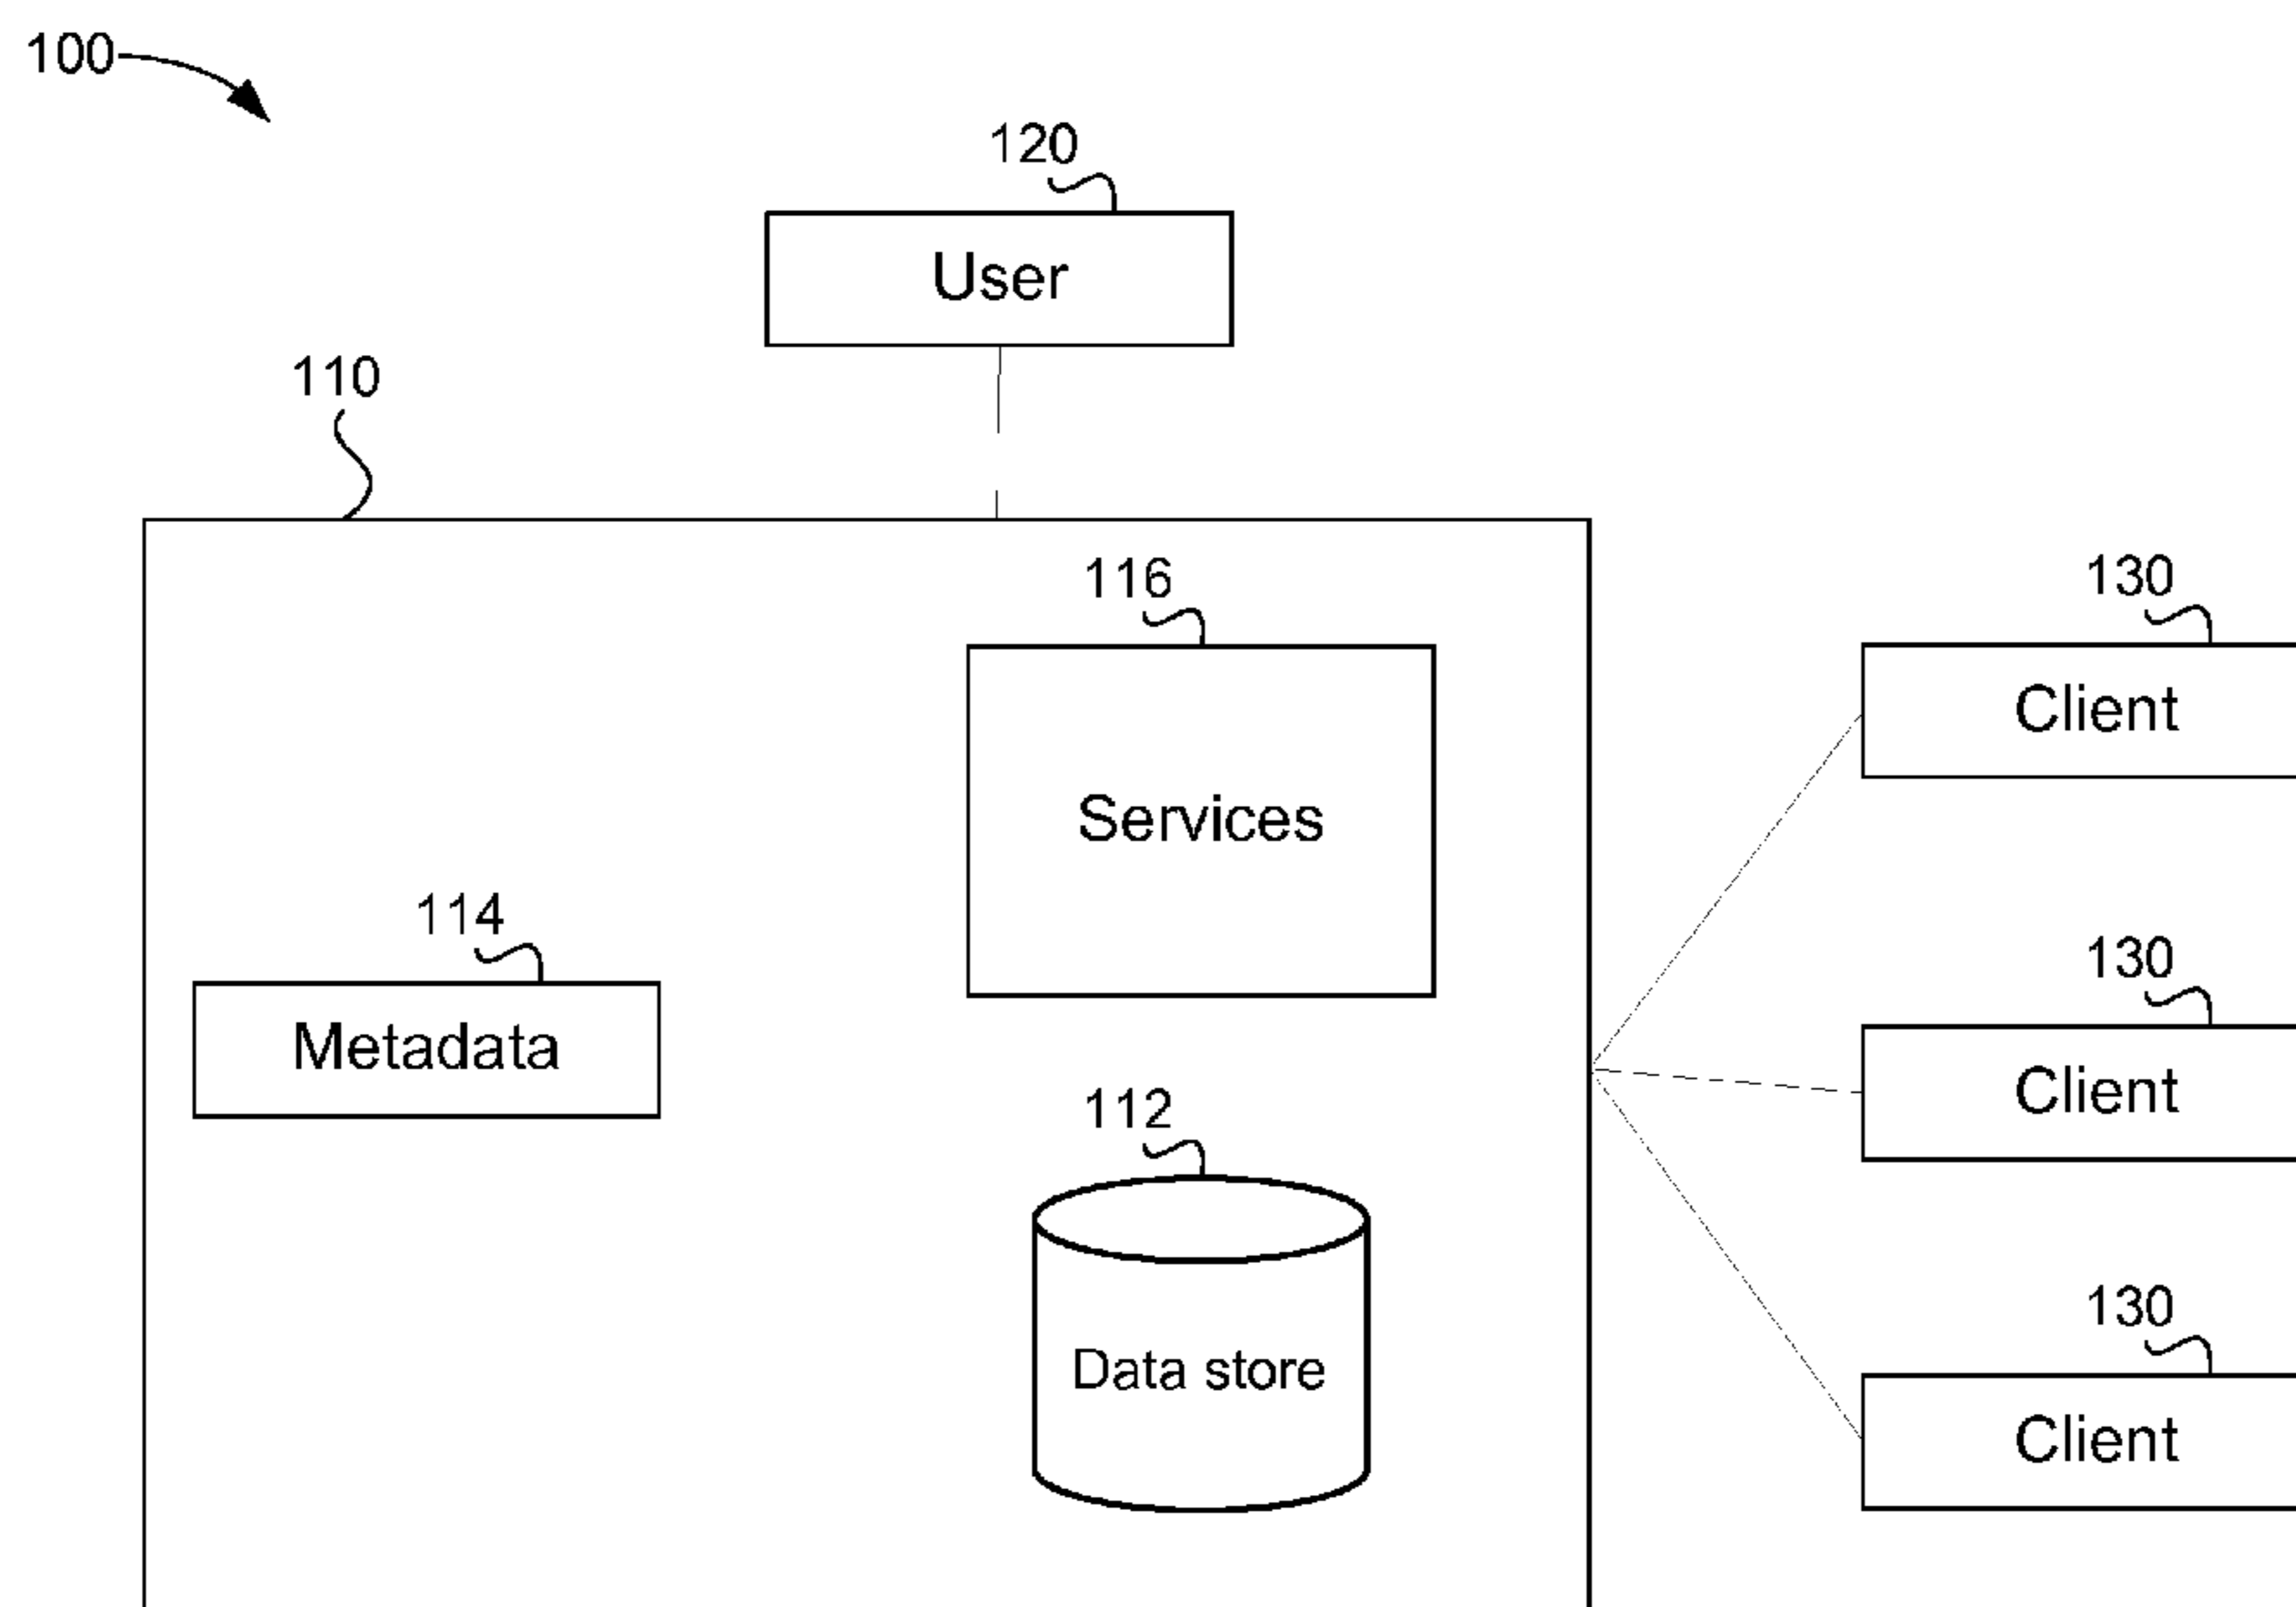 100
120
User
110
116
130
Services
Client
114
130
Metadata
Client
112
130
Data store
Client